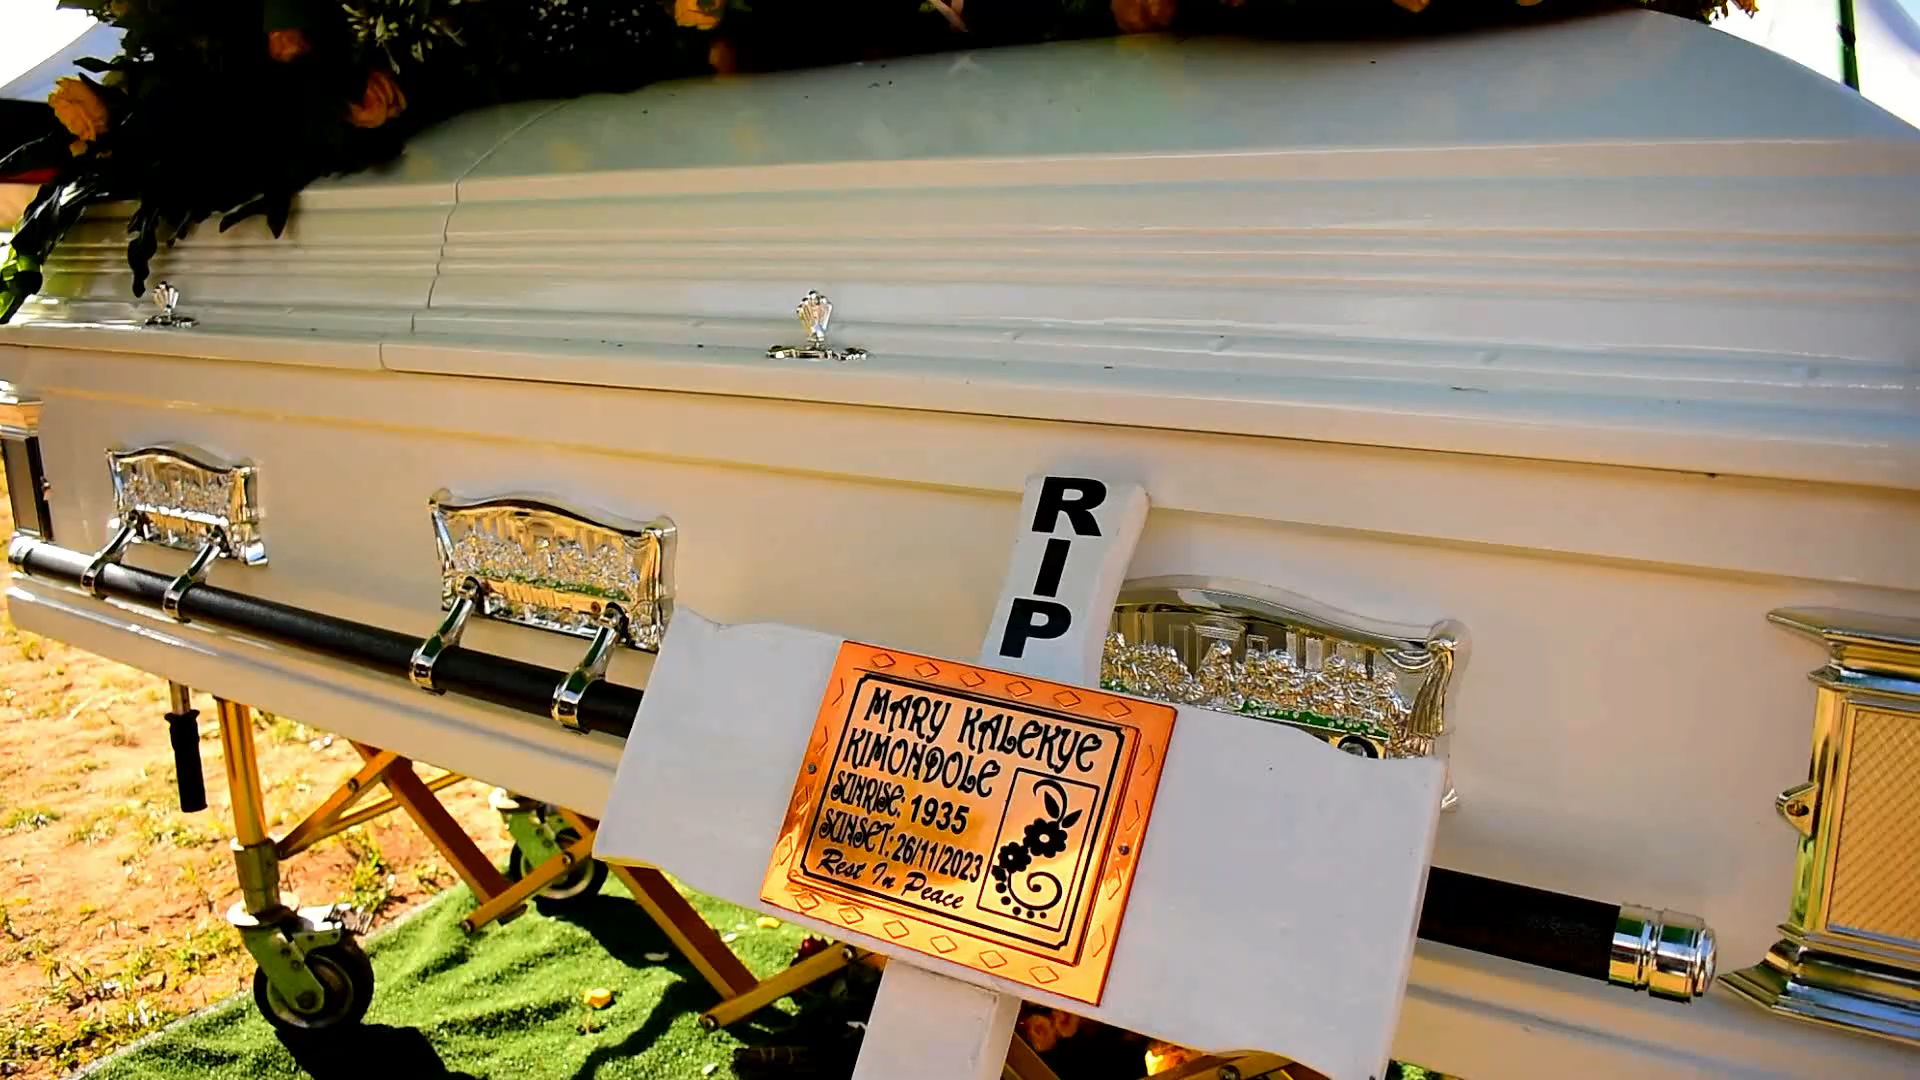 RIP
MARY KALEKYE
KIMONDOLE
SUNRISE: 1935
SUNSET: 26/11/2023
Rest In Peace